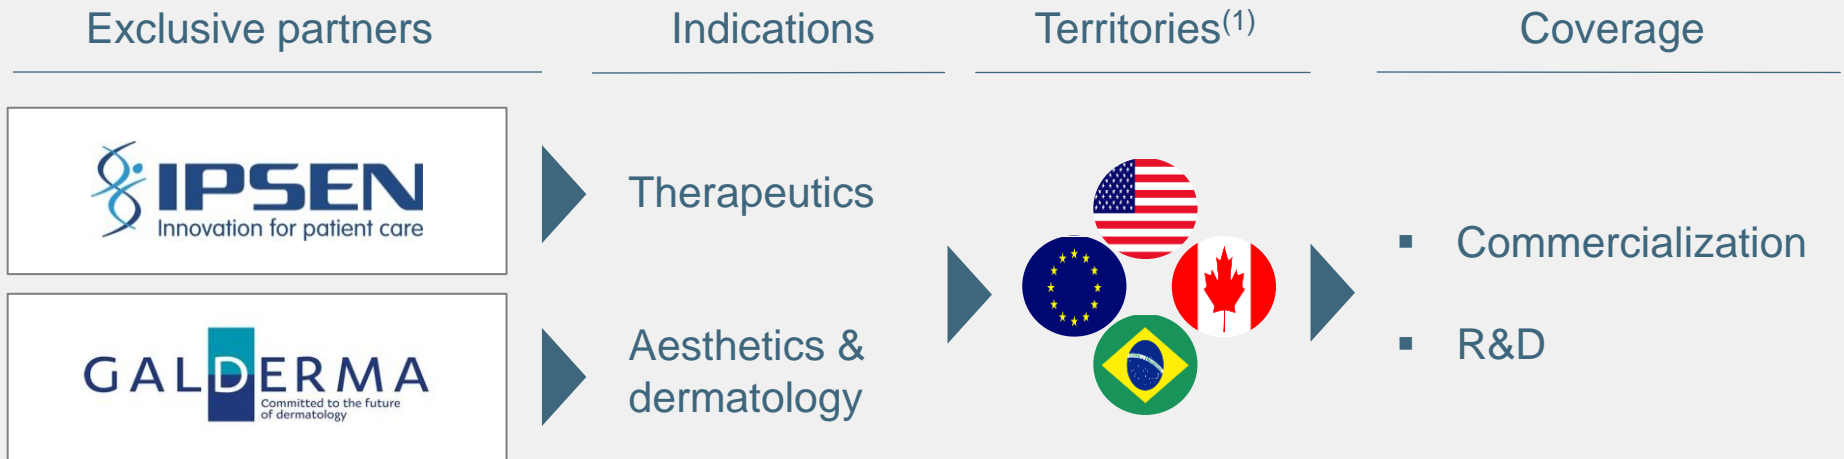 Exclusive partners
Indications
Territories(1)
Coverage
IPSEN
Innovation for patient care
Therapeutics
GALDERMA
Committed to the future
of dermatology
Aesthetics &
dermatology
▪ Commercialization
▪ R&D